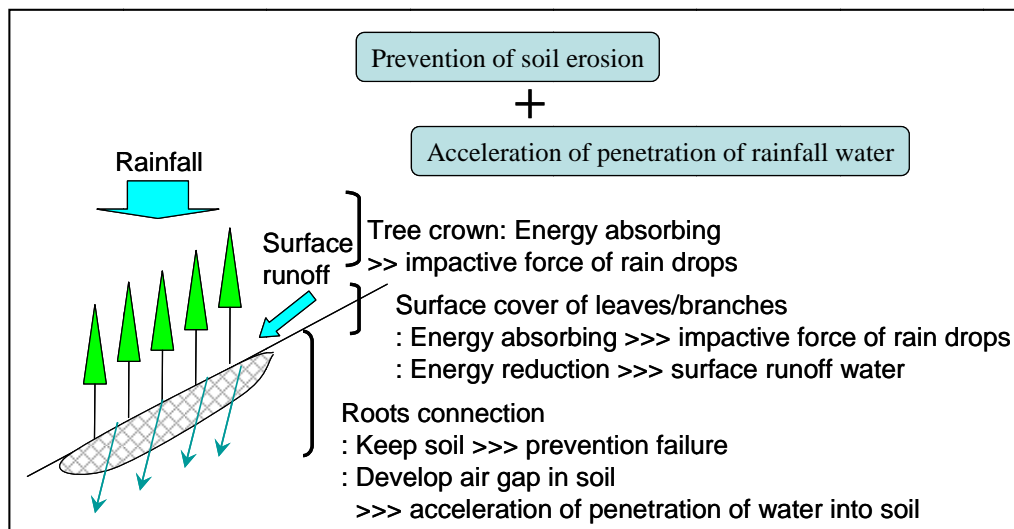 Prevention of soil erosion
+
Acceleration of penetration of rainfall water
Rainfall
Surface
runoff
Tree crown: Energy absorbing
>> impactive force of rain drops
Surface cover of leaves/branches
: Energy absorbing >>> impactive force of rain drops
: Energy reduction >>> surface runoff water
Roots connection
: Keep soil >>> prevention failure
: Develop air gap in soil
>>> acceleration of penetration of water into soil